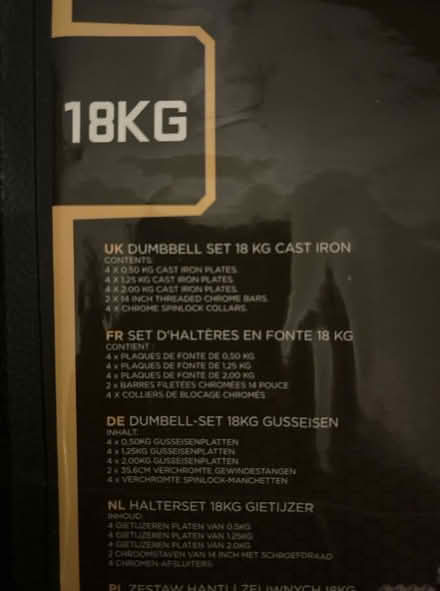 18KG
UK DUMBBELL SET 18 KG CAST IRON
CONTENTS:
4 X 0,50 KG CAST IRON PLATES.
4 X 1,25 KG CAST IRON PLATES.
4 X 2.00 KG CAST IRON PLATES.
2 X 14 INCH THREADED CHROME BARS.
4 X CHROME SPINLOCK COLLARS.
FR SET D'HALTÈRES EN FONTE 18 KG
CONTIENT :
4 x PLAQUES DE FONTE DE 0,50 KG
4 x PLAQUES DE FONTE DE 1,25 KG
4 x PLAQUES DE FONTE DE 2,00 KG
2 x BARRES FILETÉES CHROMÉES 14 POUCE
4 X COLLIERS DE BLOCAGE CHROMÉS
DE DUMBELL-SET 18KG GUSSEISEN
INHALT:
4 x 0,50KG GUSSEISENPLATTEN
4 x 1,25KG GUSSEISENPLATTEN
4 x 2.00KG GUSSEISENPLATTEN
2 x 35,6CM VERCHROMTE GEWINDESTANGEN
4 x VERCHROMTE SPINLOCK-MANCHETTEN
NL HALTERSET 18KG GIETIJZER
INHOUD:
4 GIETIJZEREN PLATEN VAN 0.5KG
4 GIETIJZEREN PLATEN VAN 1.25KG
4 GIETIJZEREN PLATEN VAN 2.0KG
2 CHROOMSTAVEN VAN 14 INCH MET SCHROEFDRAAD
4 CHROMEN AFSLUITERS
PL ZESTAW HANTLI ŻELIWNYCH 18KG